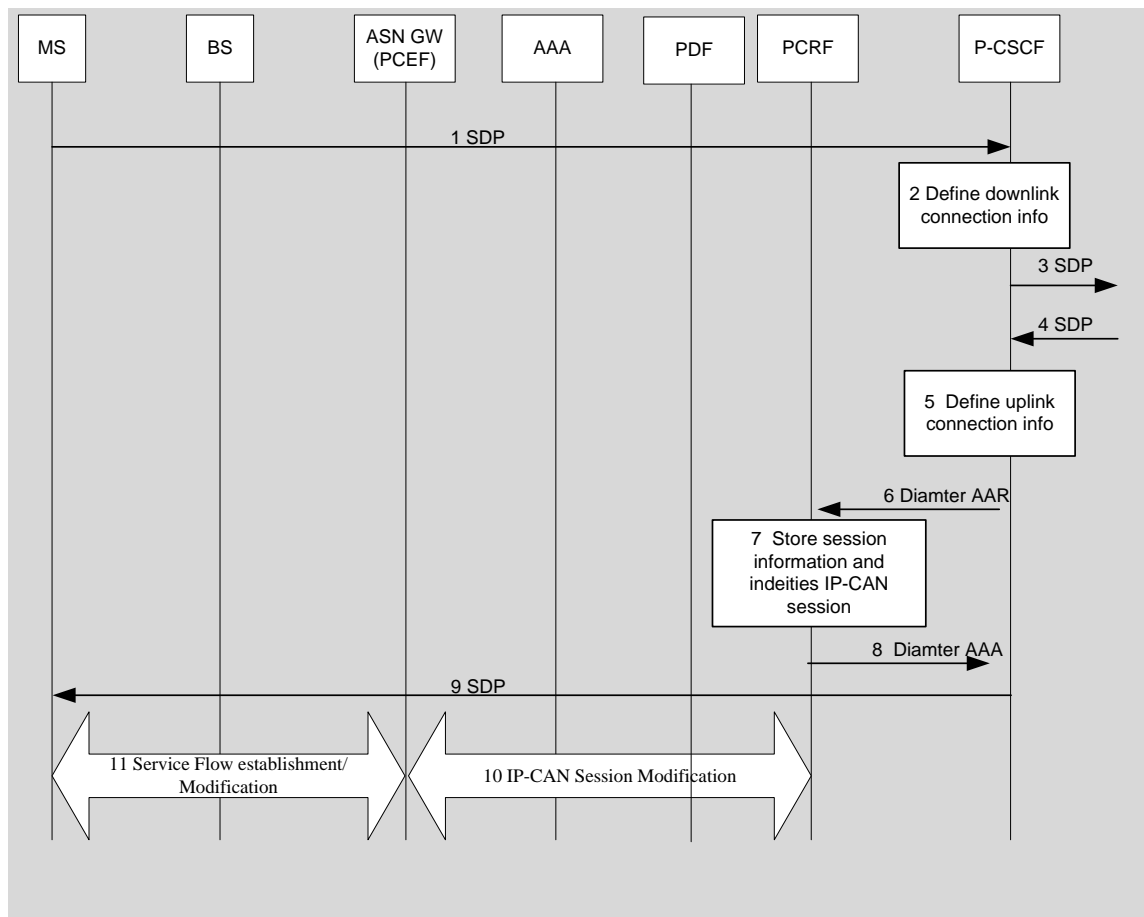 MS
BS
ASN GW
(PCEF)
AAA
PDF
PCRF
P-CSCF
1 SDP
2 Define downlink
connection info
3 SDP
4 SDP
5 Define uplink
connection info
6 Diamter AAR
7 Store session
information and
indeities IP-CAN
session
8 Diamter AAA
9 SDP
11 Service Flow establishment/
Modification
10 IP-CAN Session Modification